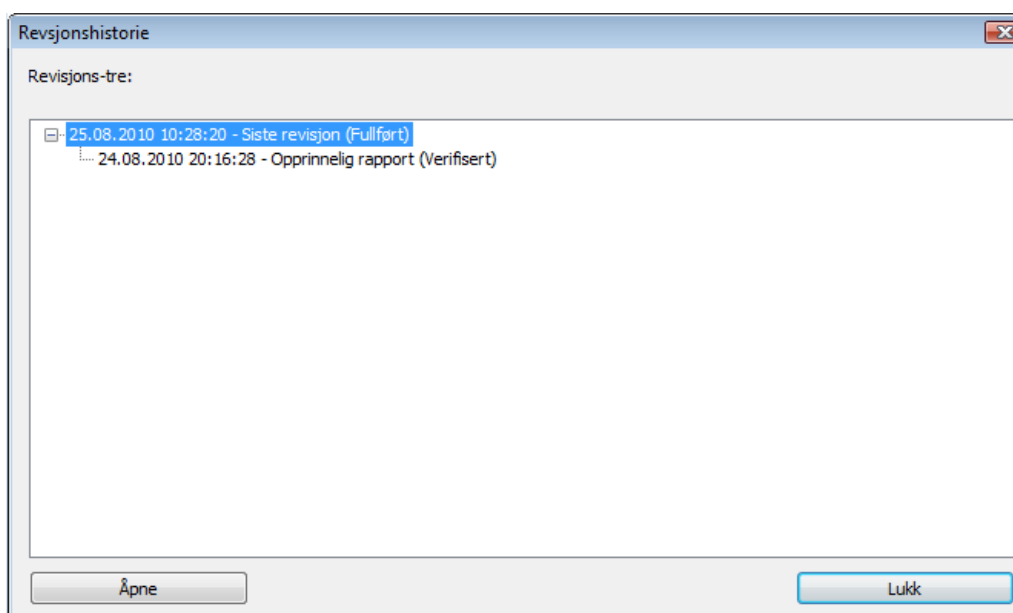 Revsjonshistorie
Revisjons-tre:
25.08.2010 10:28:20 - Siste revisjon (Fullført)
24.08.2010 20:16:28 - Opprinnelig rapport (Verifisert)
Åpne
Lukk